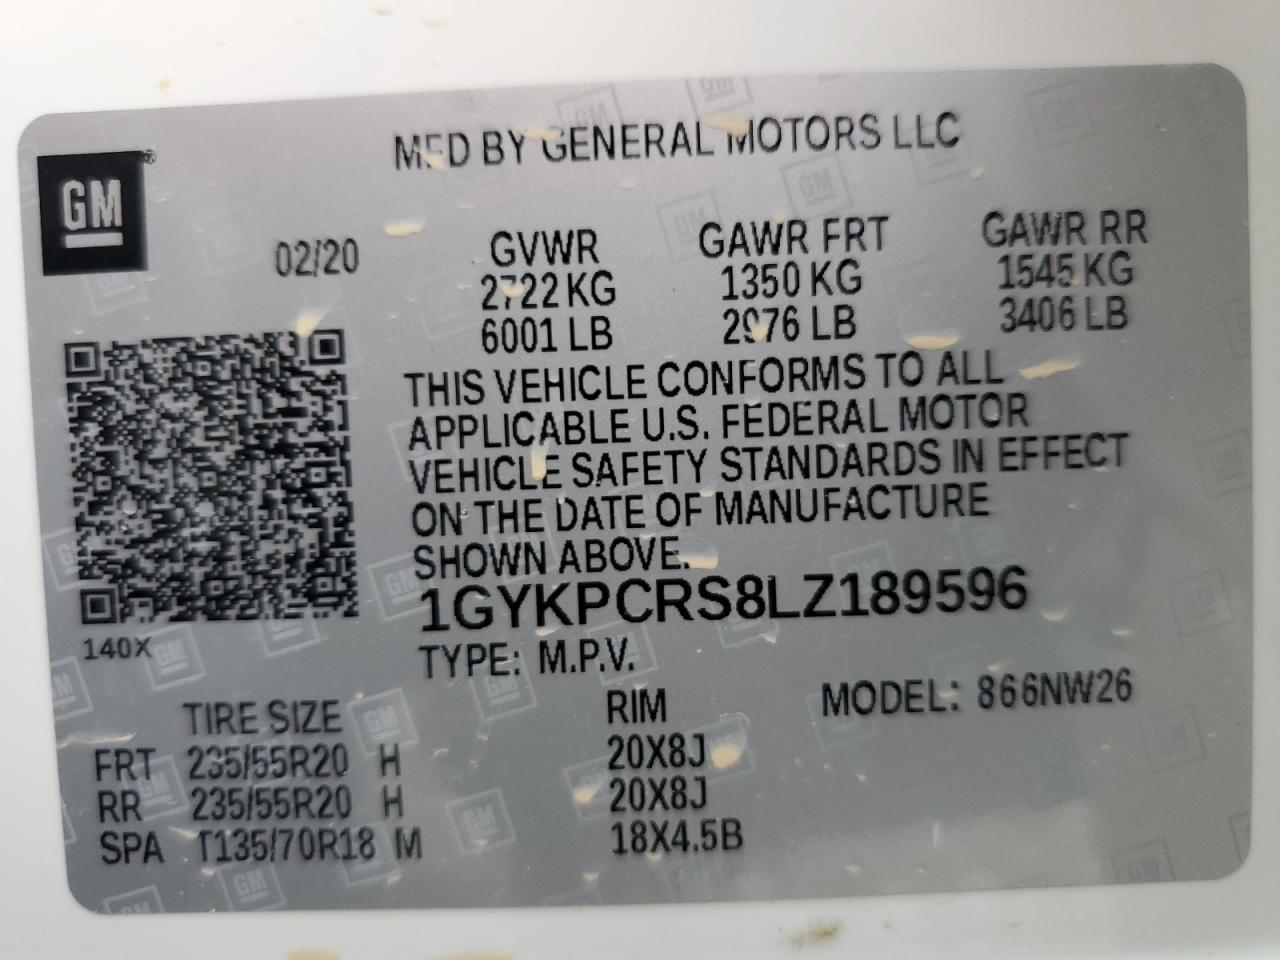 MFD BY GENERAL MOTORS LLC
GM
02/20 GVWR GAWR FRT GAWR RR
2722 KG 1350 KG 1545 KG
6001 LB 2976 LB 3406 LB
THIS VEHICLE CONFORMS TO ALL
APPLICABLE U.S. FEDERAL MOTOR
VEHICLE SAFETY STANDARDS IN EFFECT
ON THE DATE OF MANUFACTURE
SHOWN ABOVE.
1GYKPCRS8LZ189596
140X
TYPE: M.P.V.
TIRE SIZE RIM MODEL: 866NW26
FRT 235/55R20 H 20X8J
RR 235/55R20 H 20X8J
SPA T135/70R18 M 18X4.5B